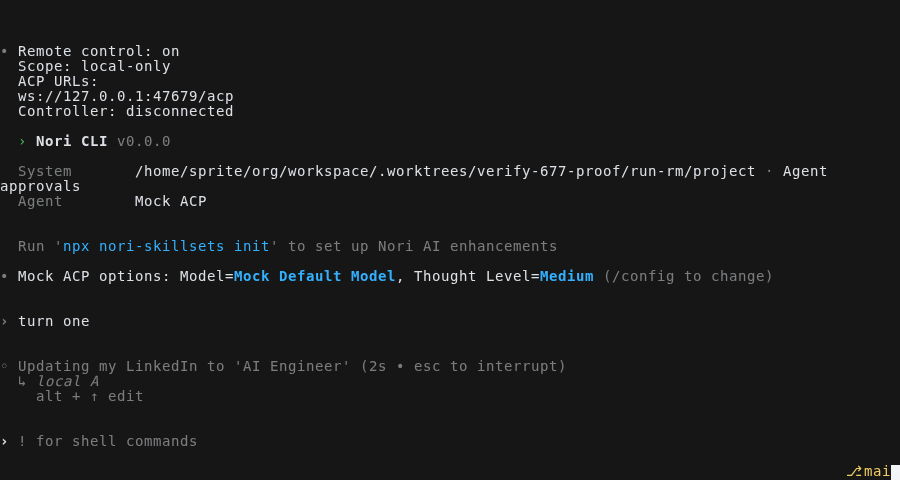 • Remote control: on
Scope: local-only
ACP URLs:
ws://127.0.0.1:47679/acp
Controller: disconnected
› Nori CLI v0.0.0
System /home/sprite/org/workspace/.worktrees/verify-677-proof/run-rm/project · Agent
approvals
Agent Mock ACP
Run 'npx nori-skillsets init' to set up Nori AI enhancements
• Mock ACP options: Model=Mock Default Model, Thought Level=Medium (/config to change)
› turn one
◦ Updating my LinkedIn to 'AI Engineer' (2s • esc to interrupt)
↳ local A
alt + ↑ edit
› ! for shell commands
⎇mai